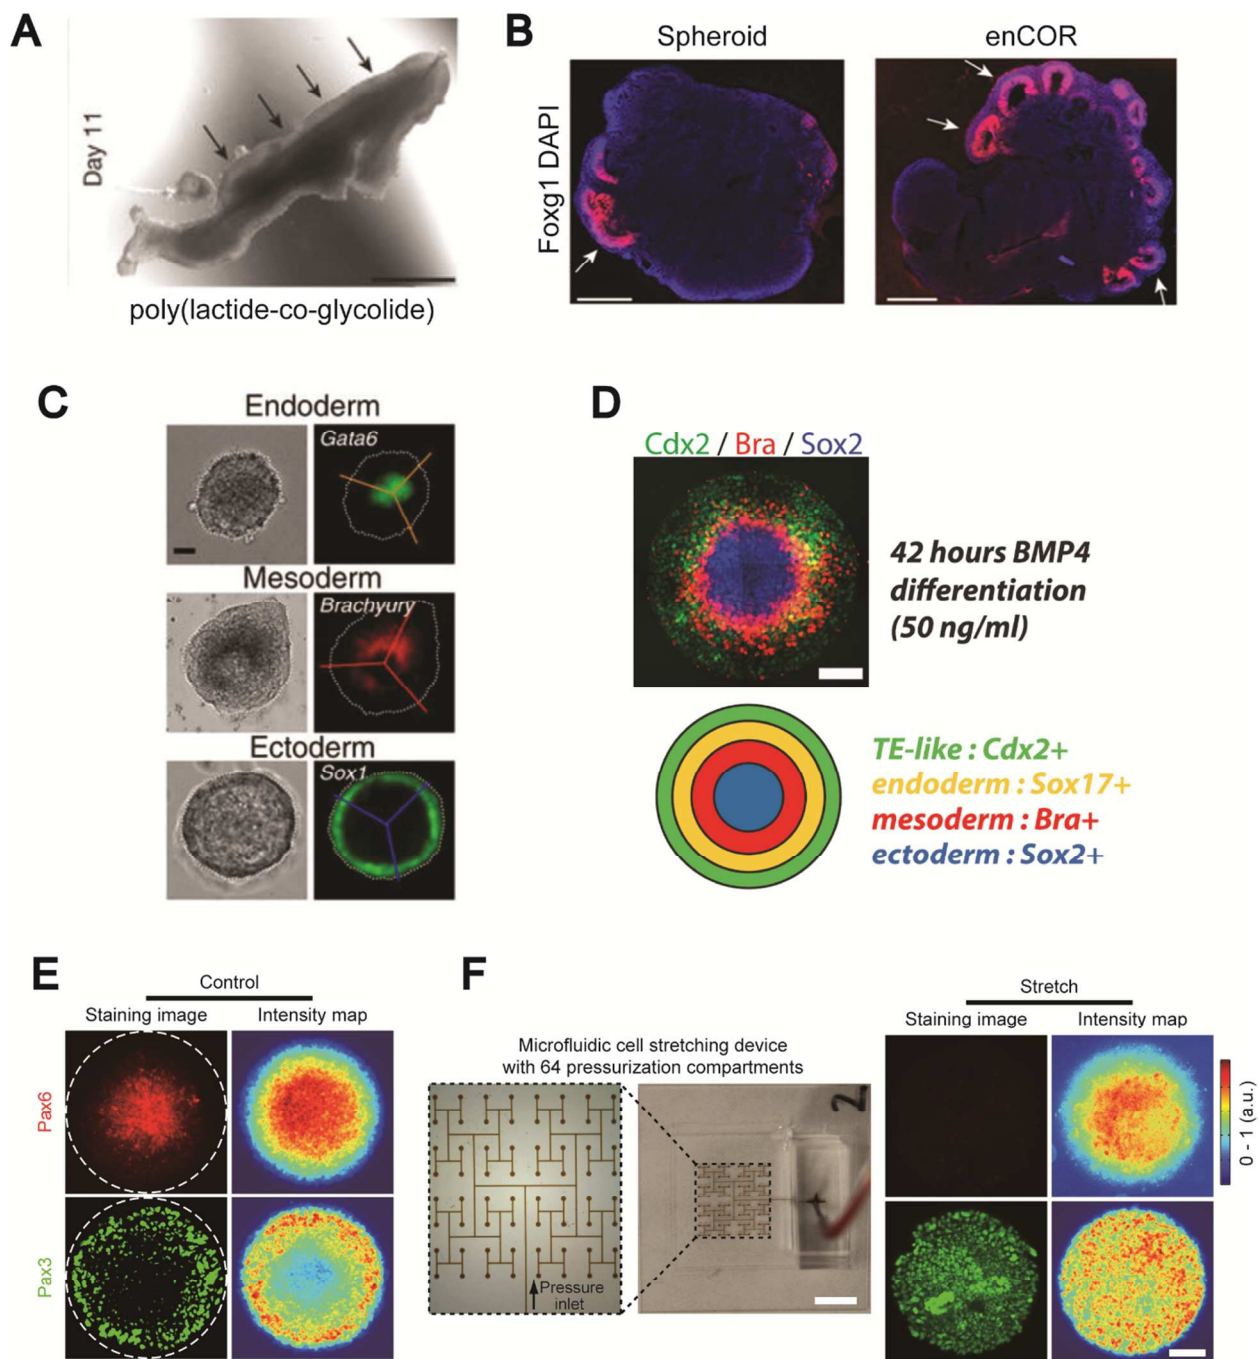 A
Day 11
poly(lactide-co-glycolide)
B
Spheroid
enCOR
Foxg1 DAPI
C
Endoderm
Gata6
Mesoderm
Brachyury
Ectoderm
Sox1
D
Cdx2 / Bra / Sox2
42 hours BMP4
differentiation
(50 ng/ml)
TE-like : Cdx2+
endoderm : Sox17+
mesoderm : Bra+
ectoderm : Sox2+
E
Control
Staining image
Intensity map
Pax6
Pax3
F
Microfluidic cell stretching device
with 64 pressurization compartments
Pressure
inlet
2
Stretch
Staining image
Intensity map
0 - 1 (a.u.)